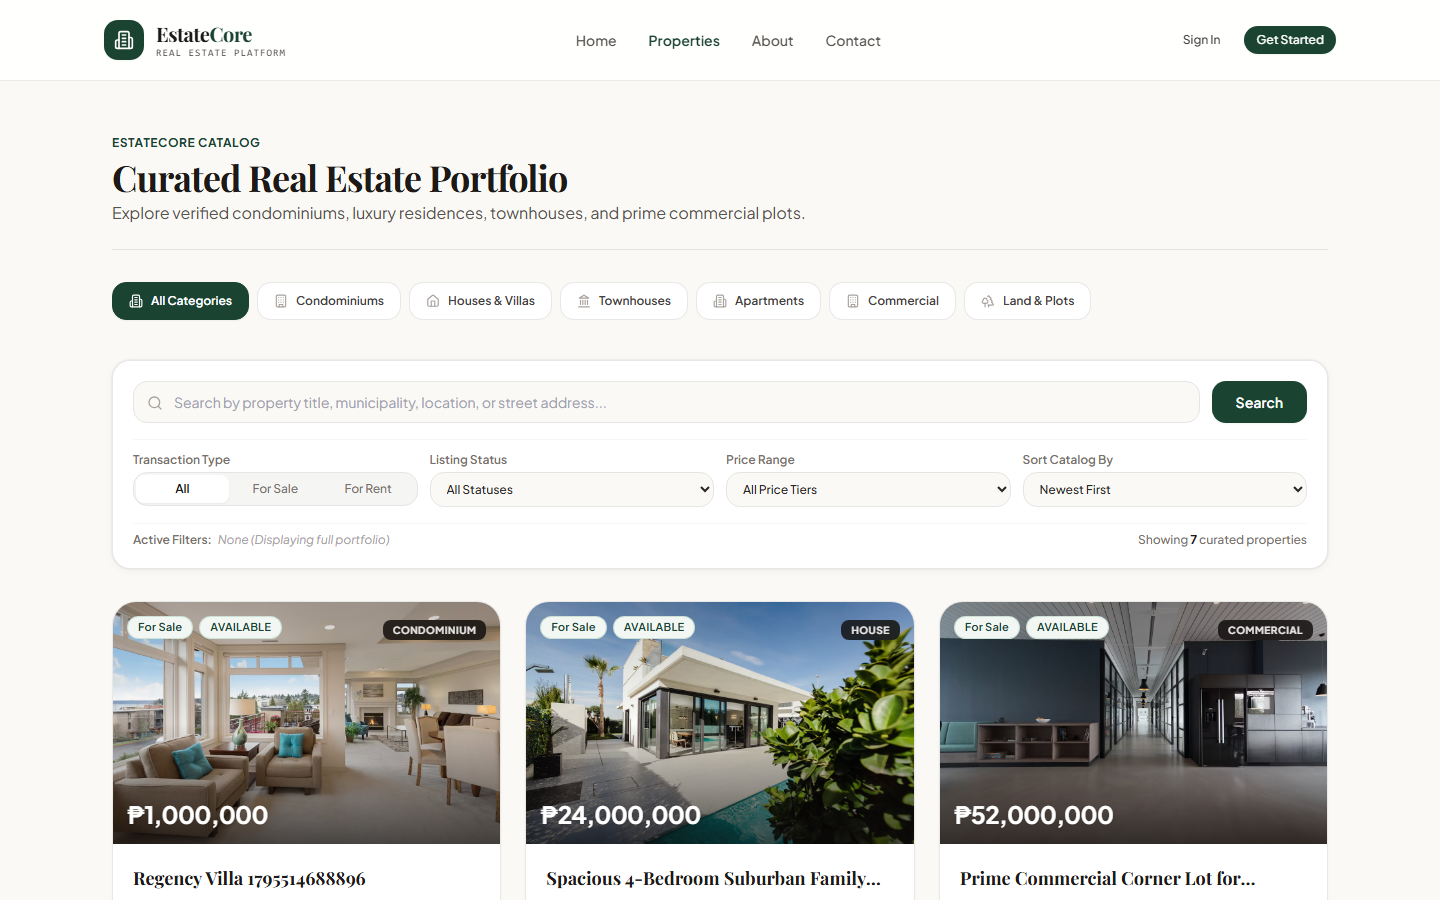 EstateCore
REAL ESTATE PLATFORM
Home
Properties
About
Contact
Sign In
Get Started
ESTATECORE CATALOG
Curated Real Estate Portfolio
Explore verified condominiums, luxury residences, townhouses, and prime commercial plots.
All Categories
Condominiums
Houses & Villas
Townhouses
Apartments
Commercial
Land & Plots
Search by property title, municipality, location, or street address...
Search
Transaction Type
Listing Status
Price Range
Sort Catalog By
All
For Sale
For Rent
All Statuses
All Price Tiers
Newest First
Active Filters: None (Displaying full portfolio)
Showing 7 curated properties
For Sale
AVAILABLE
CONDOMINIUM
₱1,000,000
Regency Villa 1795514688896
For Sale
AVAILABLE
HOUSE
₱24,000,000
Spacious 4-Bedroom Suburban Family...
For Sale
AVAILABLE
COMMERCIAL
₱52,000,000
Prime Commercial Corner Lot for...